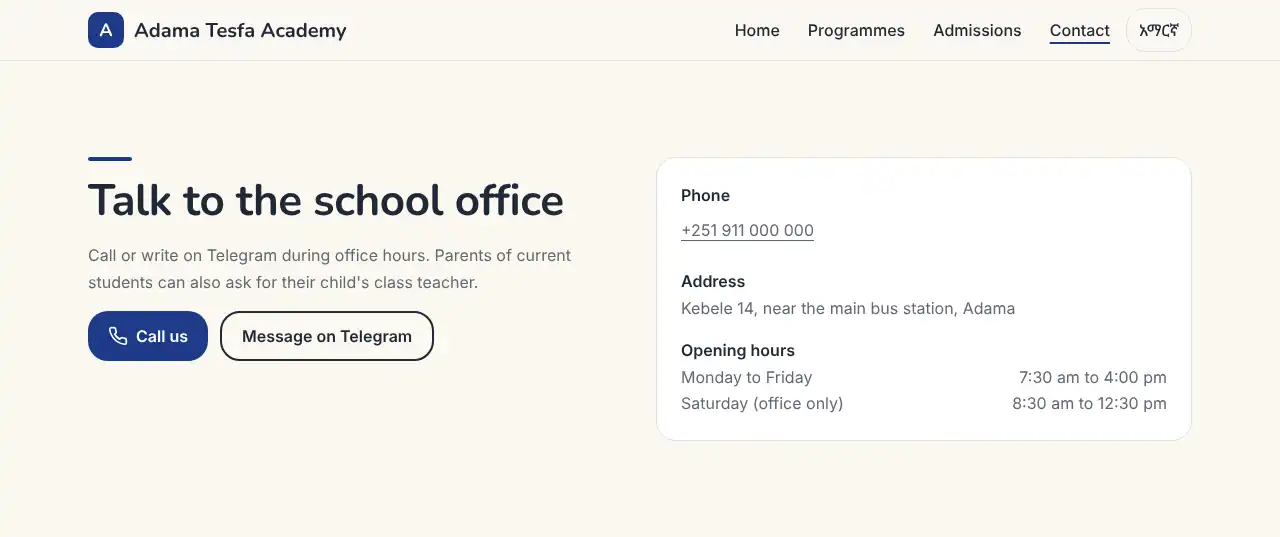 A Adama Tesfa Academy
Home Programmes Admissions Contact አማርኛ
Talk to the school office
Call or write on Telegram during office hours. Parents of current
students can also ask for their child's class teacher.
Call us
Message on Telegram
Phone
+251 911 000 000
Address
Kebele 14, near the main bus station, Adama
Opening hours
Monday to Friday 7:30 am to 4:00 pm
Saturday (office only) 8:30 am to 12:30 pm